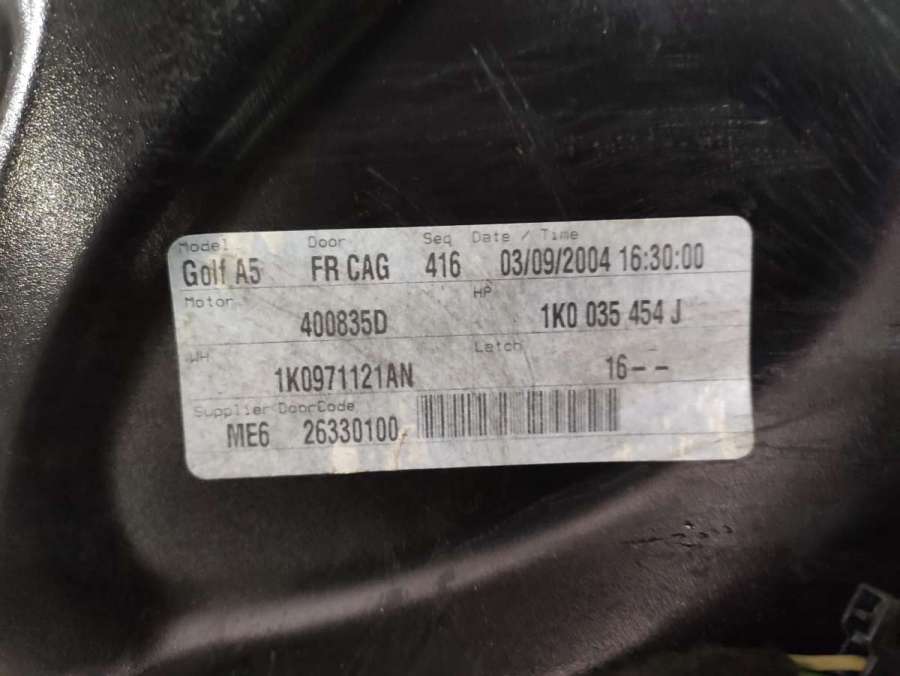 Model Door Seq Date / Time
Golf A5 FR CAG 416 03/09/2004 16:30:00
Motor HP
400835D 1K0 035 454 J
WH Latch
1K0971121AN 16--
Supplier DoorCode
ME6 26330100